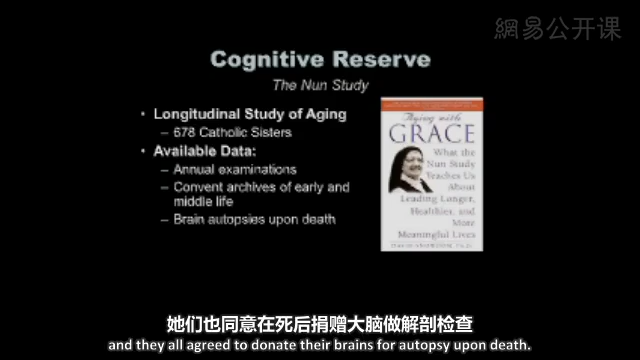 網易公开课
Cognitive Reserve
The Nun Study
• Longitudinal Study of Aging
– 678 Catholic Sisters
• Available Data:
– Annual examinations
– Convent archives of early and
middle life
– Brain autopsies upon death
Aging with
GRACE
What the
Nun Study
Teaches Us
About
Leading Longer,
Healthier, and
More
Meaningful Lives
她们也同意在死后捐赠大脑做解剖检查
and they all agreed to donate their brains for autopsy upon death.